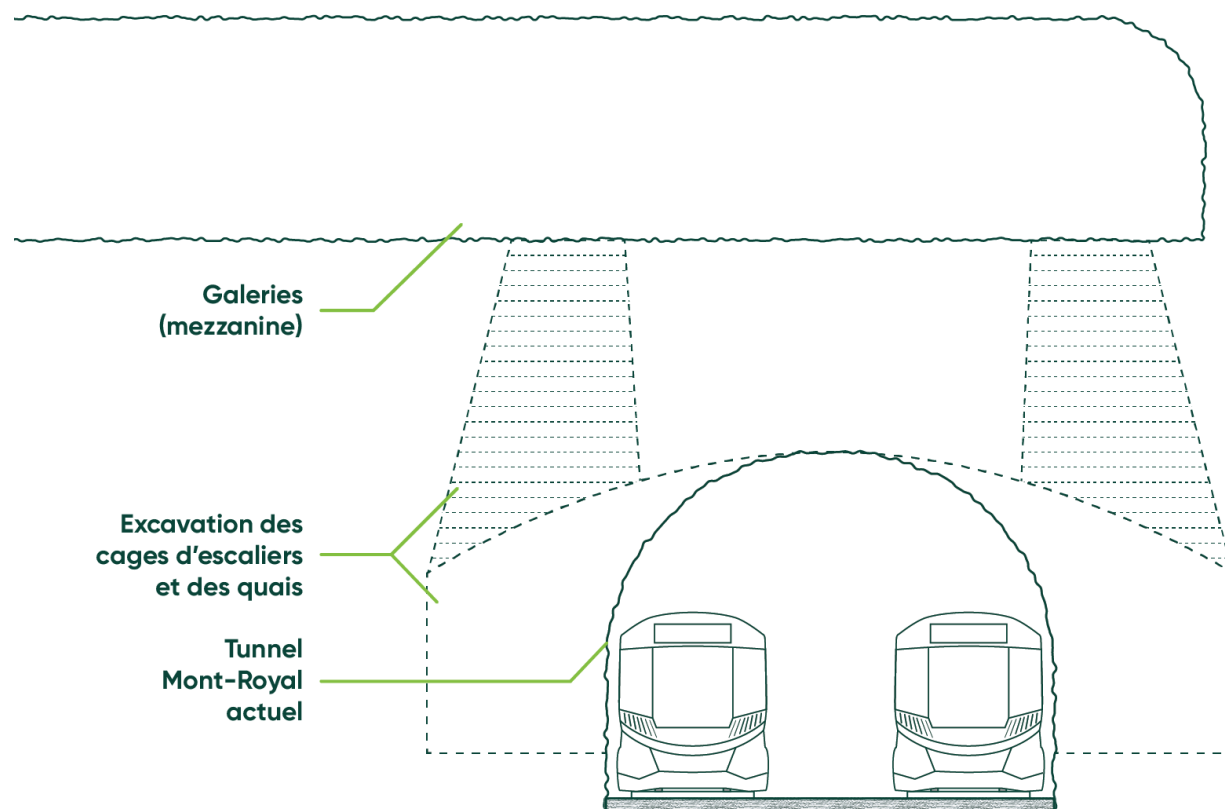 Galeries
(mezzanine)
Excavation des
cages d’escaliers
et des quais
Tunnel
Mont-Royal
actuel